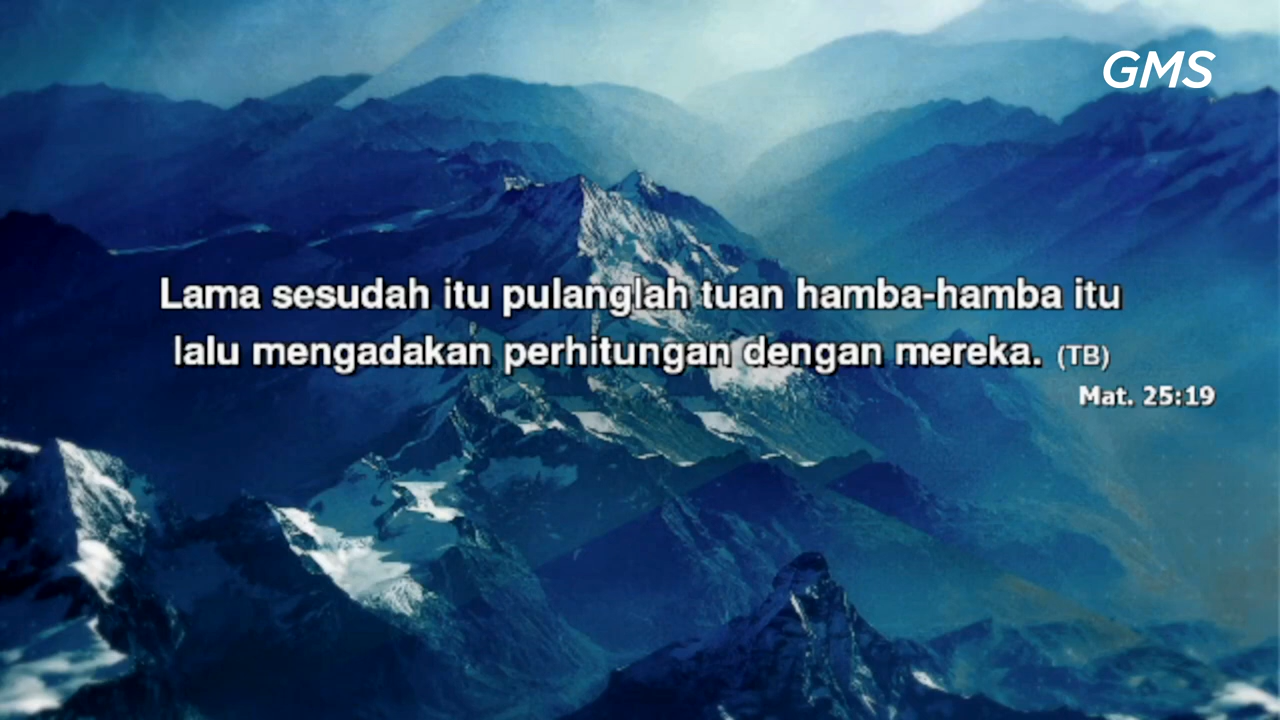 GMS
Lama sesudah itu pulanglah tuan hamba-hamba itu
lalu mengadakan perhitungan dengan mereka. (TB)
Mat. 25:19